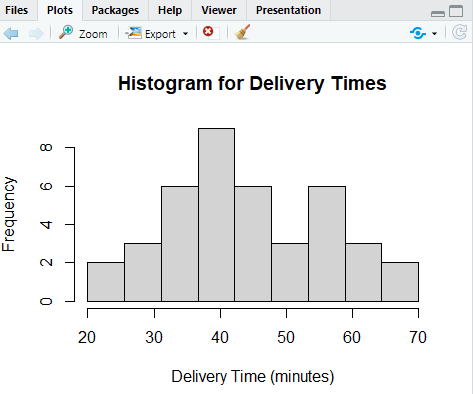 Files Plots Packages Help Viewer Presentation
Zoom Export
Histogram for Delivery Times
Frequency
8
6
4
2
0
20 30 40 50 60 70
Delivery Time (minutes)